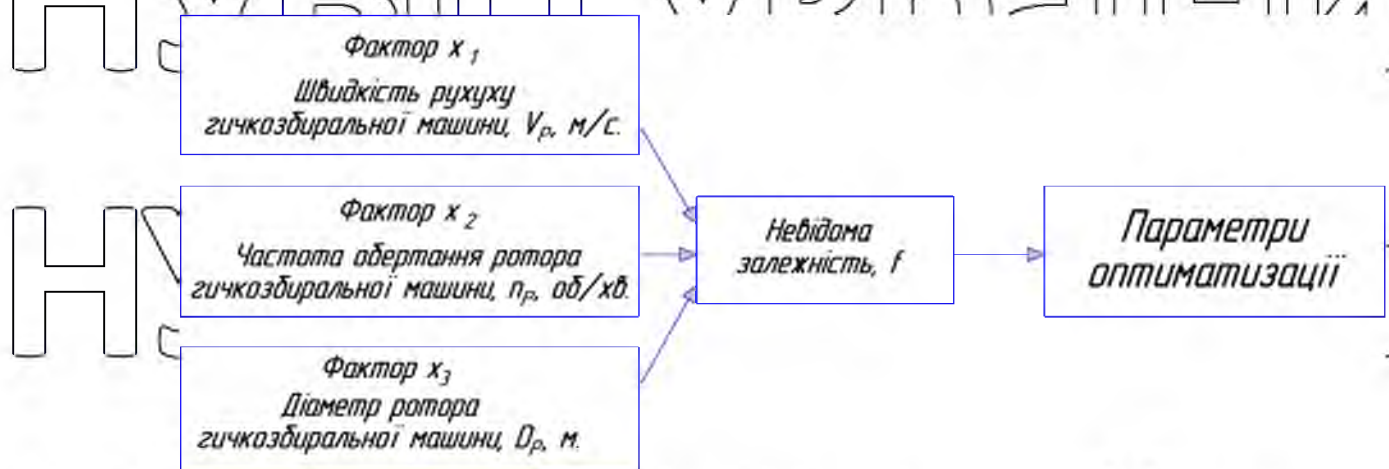 Фактор x 1
Швидкість рухуху
гичкозбиральної машини, Vр, м/с.
Фактор x 2
Частота обертання ротора
гичкозбиральної машини, nр, об/хв.
Фактор x3
Діаметр ротора
гичкозбиральної машини, Dр, м.
Невідома
залежність, f
Параметри
оптиматизації